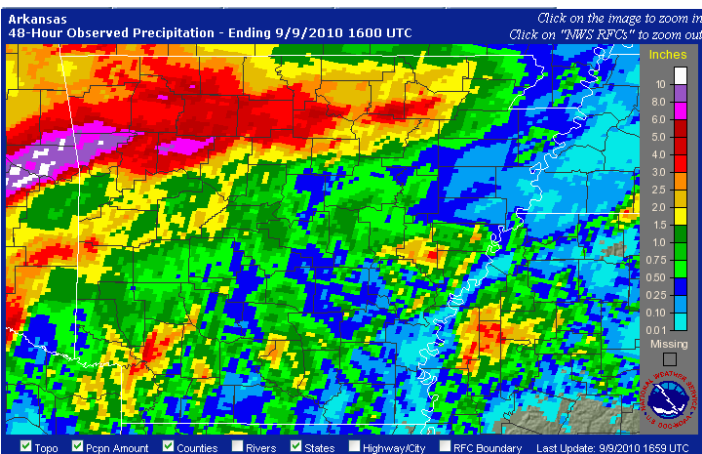 Arkansas
Click on the image to zoom in
48-Hour Observed Precipitation - Ending 9/9/2010 1600 UTC
Click on "NWS RFCs" to zoom out
Inches
10
8.0
6.0
5.0
4.0
3.0
2.5
2.0
1.5
1.0
0.75
0.50
0.25
0.10
0.01
Missing
NATIONAL WEATHER SERVICE
Topo Pcpn Amount Counties Rivers States Highway/City RFC Boundary Last Update: 9/9/2010 1659 UTC